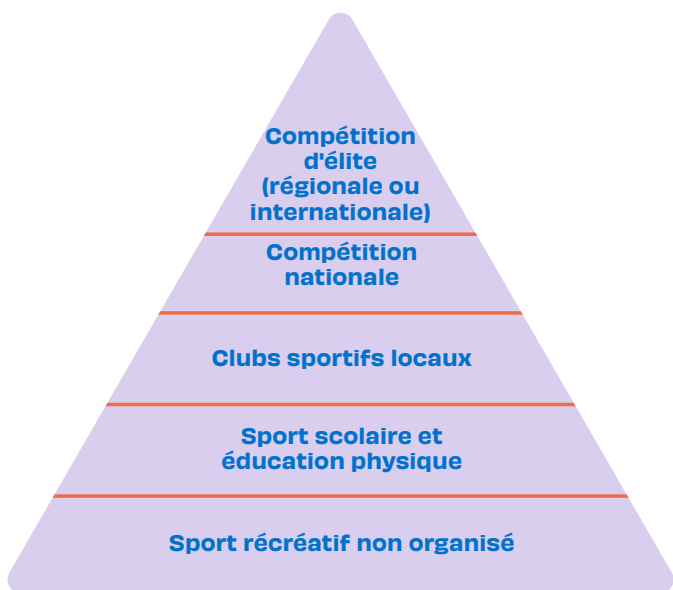 Compétition
d'élite
(régionale ou
internationale)
Compétition
nationale
Clubs sportifs locaux
Sport scolaire et
éducation physique
Sport récréatif non organisé